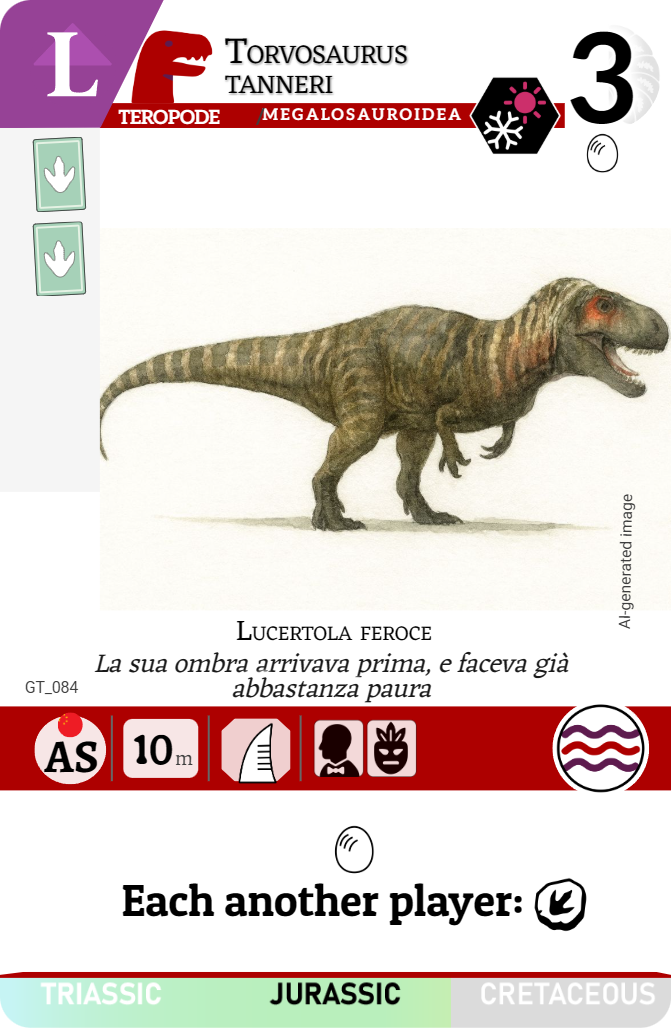 L
TORVOSAURUS
TANNERI
3
TEROPODE
/MEGALOSAUROIDEA
AI-generated image
LUCERTOLA FEROCE
La sua ombra arrivava prima, e faceva già
abbastanza paura
GT_084
AS
10m
Each another player:
TRIASSIC JURASSIC CRETACEOUS